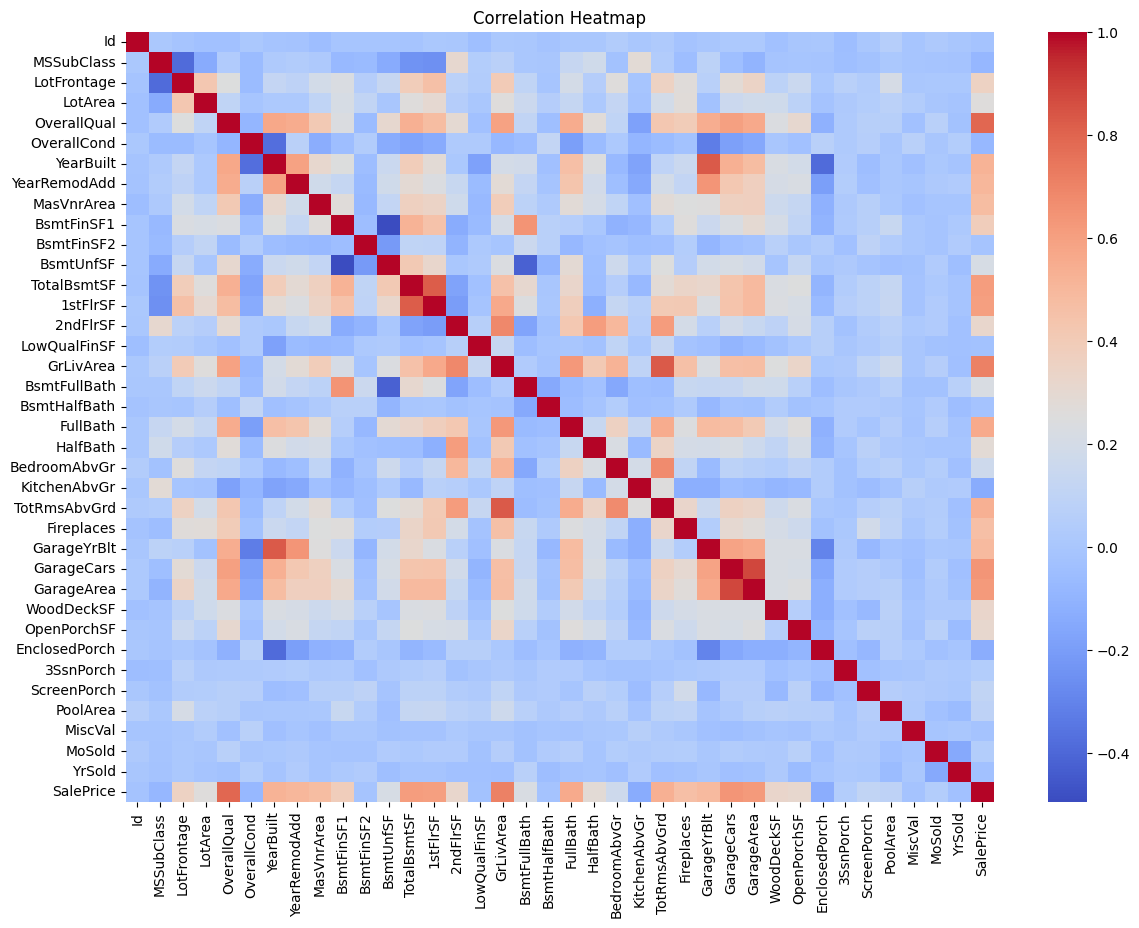 Correlation Heatmap
Id
MSSubClass
LotFrontage
LotArea
OverallQual
OverallCond
YearBuilt
YearRemodAdd
MasVnrArea
BsmtFinSF1
BsmtFinSF2
BsmtUnfSF
TotalBsmtSF
1stFlrSF
2ndFlrSF
LowQualFinSF
GrLivArea
BsmtFullBath
BsmtHalfBath
FullBath
HalfBath
BedroomAbvGr
KitchenAbvGr
TotRmsAbvGrd
Fireplaces
GarageYrBlt
GarageCars
GarageArea
WoodDeckSF
OpenPorchSF
EnclosedPorch
3SsnPorch
ScreenPorch
PoolArea
MiscVal
MoSold
YrSold
SalePrice
Id
MSSubClass
LotFrontage
LotArea
OverallQual
OverallCond
YearBuilt
YearRemodAdd
MasVnrArea
BsmtFinSF1
BsmtFinSF2
BsmtUnfSF
TotalBsmtSF
1stFlrSF
2ndFlrSF
LowQualFinSF
GrLivArea
BsmtFullBath
BsmtHalfBath
FullBath
HalfBath
BedroomAbvGr
KitchenAbvGr
TotRmsAbvGrd
Fireplaces
GarageYrBlt
GarageCars
GarageArea
WoodDeckSF
OpenPorchSF
EnclosedPorch
3SsnPorch
ScreenPorch
PoolArea
MiscVal
MoSold
YrSold
SalePrice
1.0
0.8
0.6
0.4
0.2
0.0
−0.2
−0.4